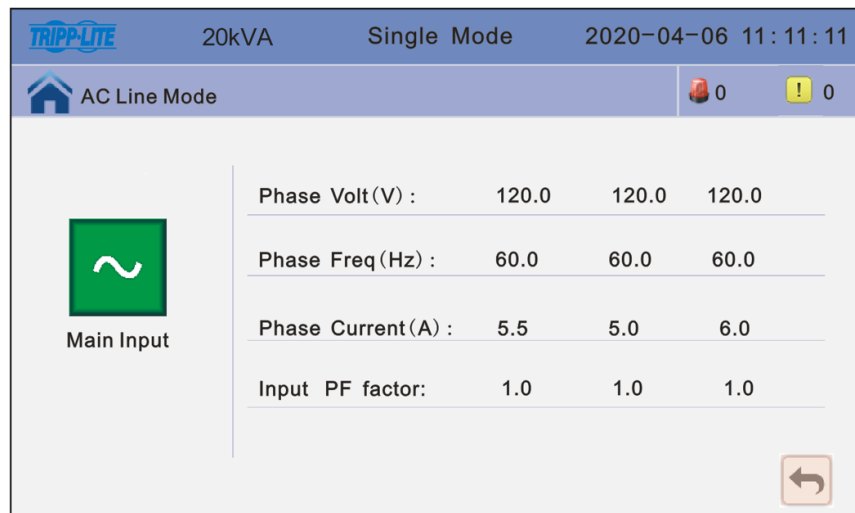 TRIPP·LITE 20kVA Single Mode 2020-04-06 11:11:11
AC Line Mode 0 ! 0
Phase Volt(V): 120.0 120.0 120.0
Phase Freq(Hz): 60.0 60.0 60.0
Phase Current(A): 5.5 5.0 6.0
Main Input
Input PF factor: 1.0 1.0 1.0